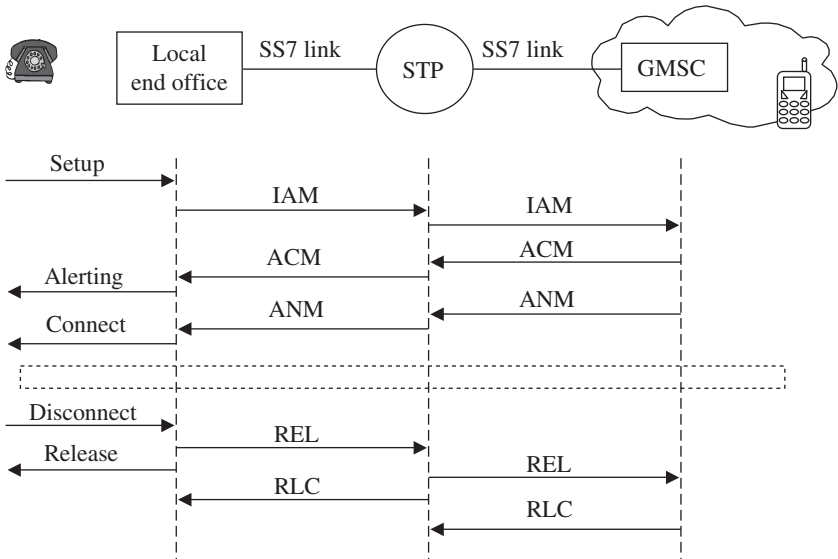 Local
end office
SS7 link
STP
SS7 link
GMSC
Setup
IAM
IAM
ACM
ACM
Alerting
ANM
ANM
Connect
Disconnect
REL
Release
REL
RLC
RLC